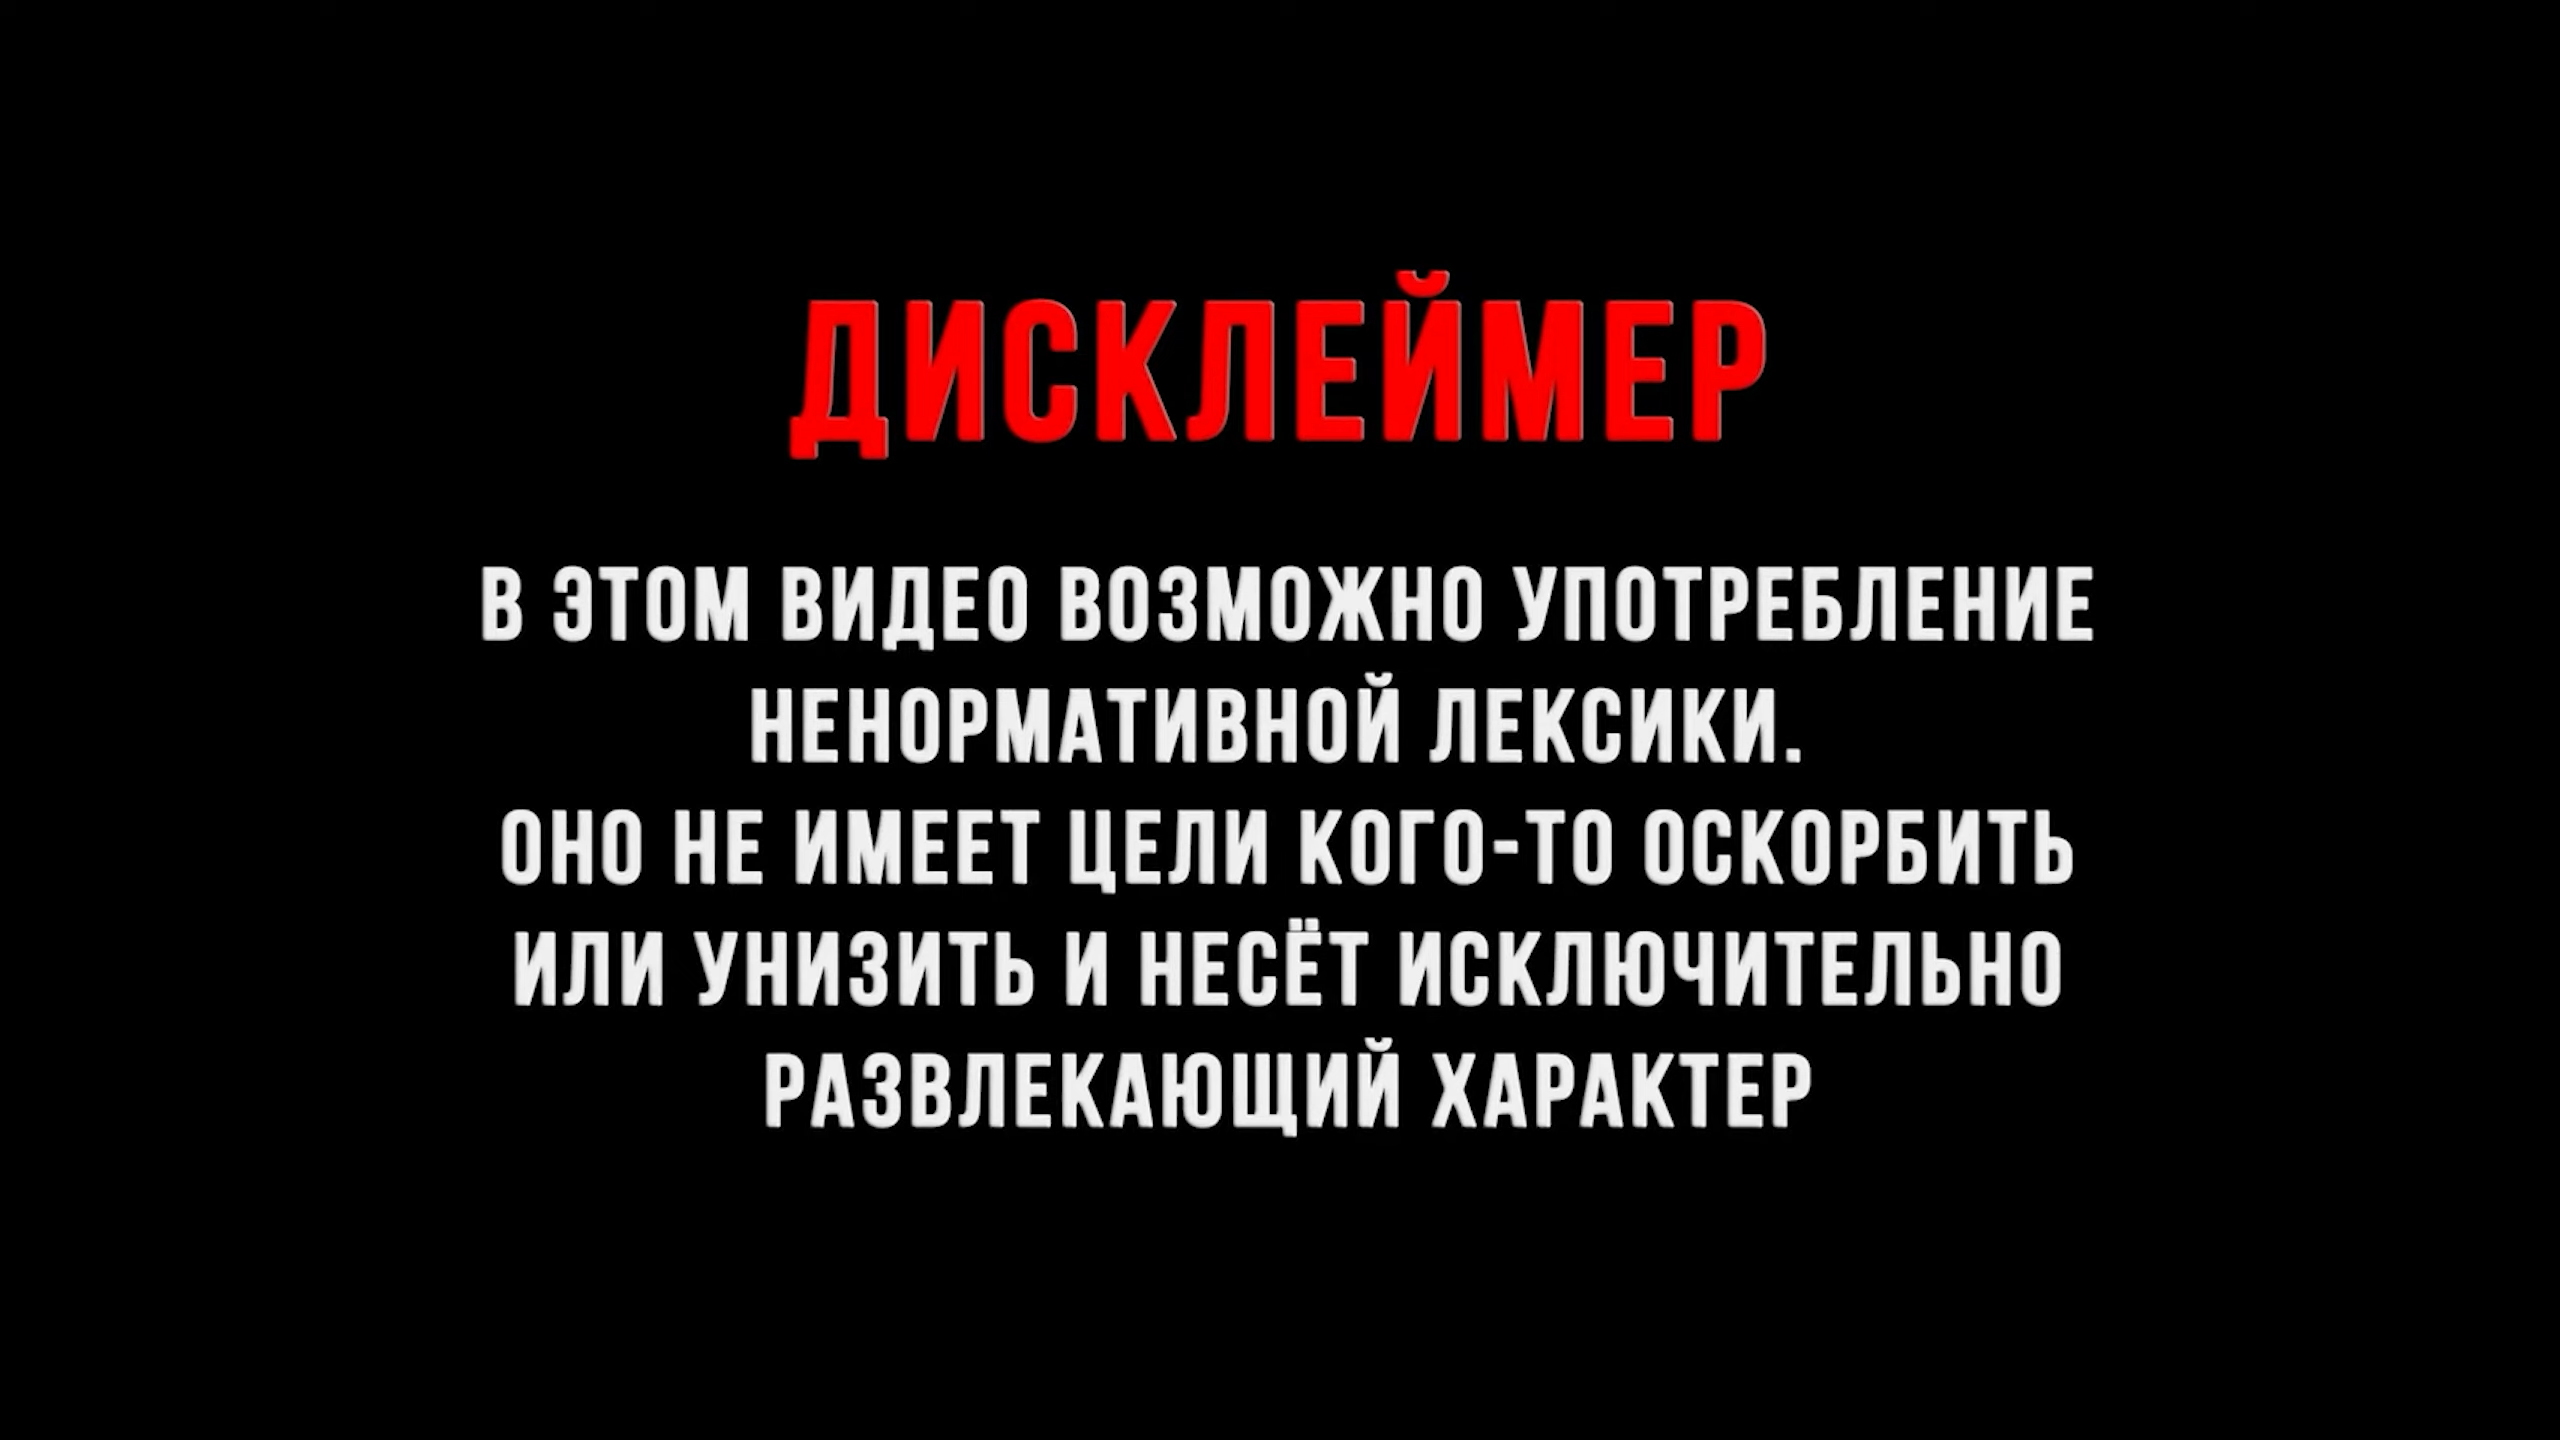 ДИСКЛЕЙМЕР
В ЭТОМ ВИДЕО ВОЗМОЖНО УПОТРЕБЛЕНИЕ
НЕНОРМАТИВНОЙ ЛЕКСИКИ.
ОНО НЕ ИМЕЕТ ЦЕЛИ КОГО-ТО ОСКОРБИТЬ
ИЛИ УНИЗИТЬ И НЕСЁТ ИСКЛЮЧИТЕЛЬНО
РАЗВЛЕКАЮЩИЙ ХАРАКТЕР